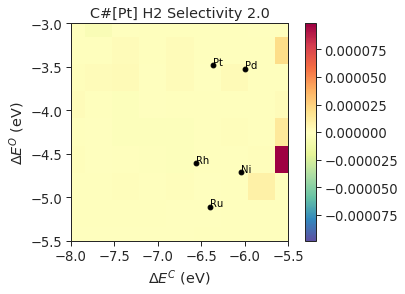 C#[Pt] H2 Selectivity 2.0
−3.0
−3.5
−4.0
−4.5
−5.0
−5.5
ΔE^O (eV)
Pt
Pd
Rh
Ni
Ru
−8.0 −7.5 −7.0 −6.5 −6.0 −5.5
ΔE^C (eV)
0.000075
0.000050
0.000025
0.000000
−0.000025
−0.000050
−0.000075